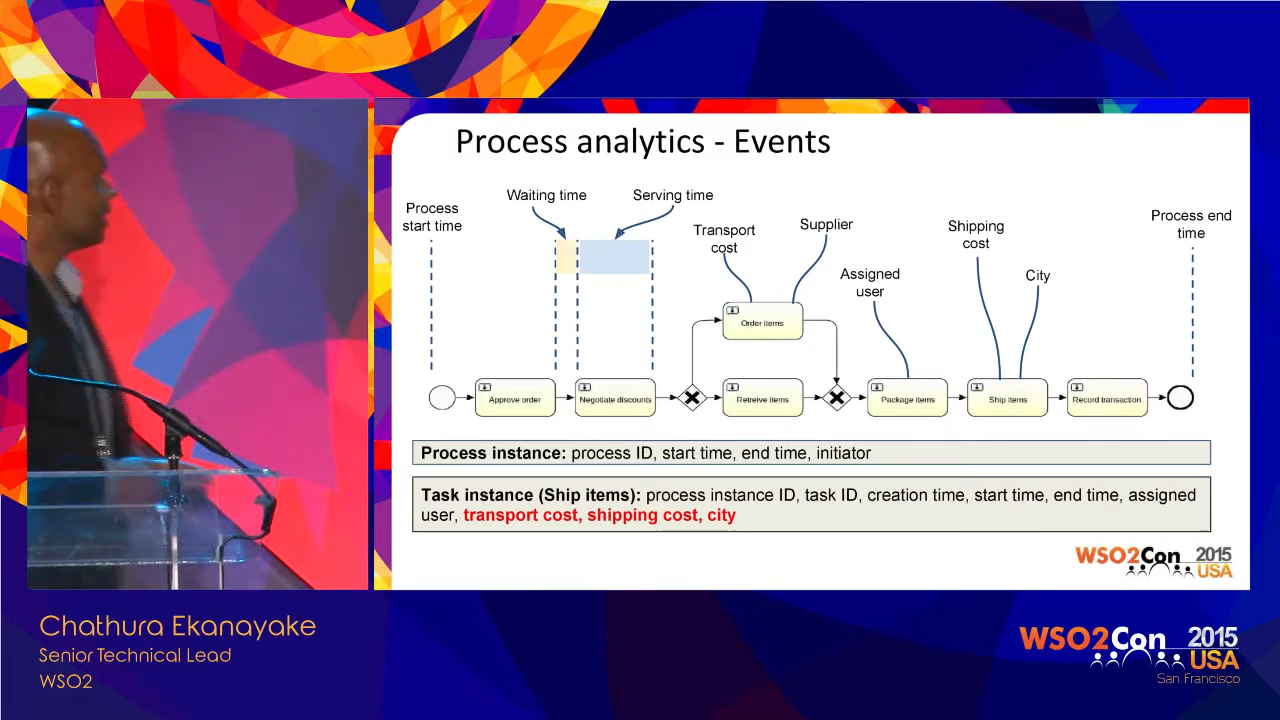 Process analytics - Events
Waiting time
Serving time
Process
start time
Transport
cost
Supplier
Shipping
cost
Process end
time
Assigned
user
City
Order items
Approve order
Negotiate discounts
Retreive items
Package items
Ship items
Record transaction
Process instance: process ID, start time, end time, initiator
Task instance (Ship items): process instance ID, task ID, creation time, start time, end time, assigned
user, transport cost, shipping cost, city
WSO2Con 2015
USA
Chathura Ekanayake
Senior Technical Lead
WSO2
WSO2Con 2015
USA
San Francisco